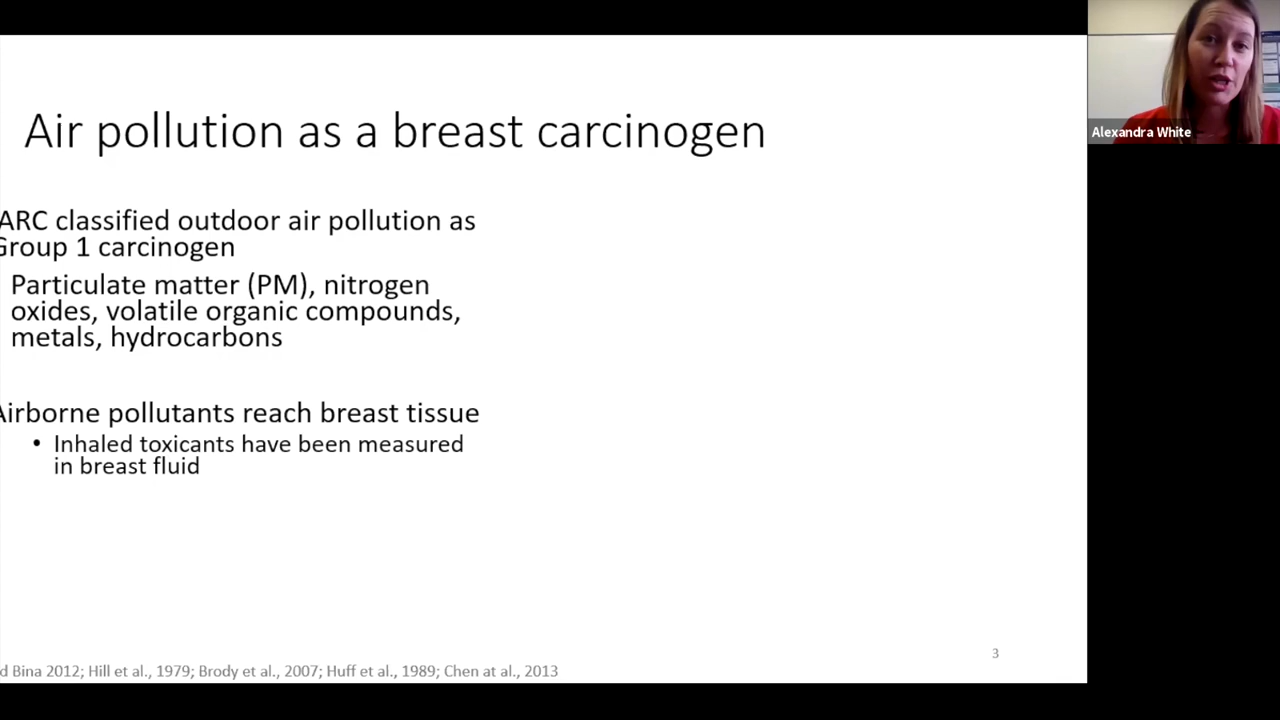 Air pollution as a breast carcinogen
Alexandra White
ARC classified outdoor air pollution as
Group 1 carcinogen
Particulate matter (PM), nitrogen
oxides, volatile organic compounds,
metals, hydrocarbons
Airborne pollutants reach breast tissue
• Inhaled toxicants have been measured
in breast fluid
3
d Bina 2012; Hill et al., 1979; Brody et al., 2007; Huff et al., 1989; Chen at al., 2013